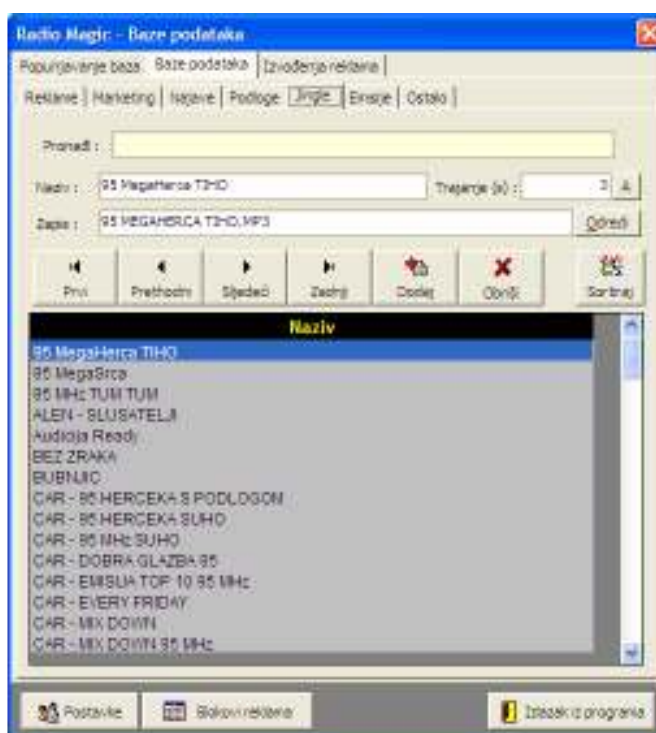 Radio Magic - Baze podataka
Popunjavanje baza Baze podataka Izvođenja reklama
Reklame Marketing Najave Podloge Jingle Emisije Ostalo
Pronađi :
Naziv : 95 MegaHerca TIHO Trajanje (s) : 3 A
Zapis : 95 MEGAHERCA TIHO.MP3 Odredi
Prvi Prethodni Sljedeći Zadnji Dodaj Obriši Sortiraj
Naziv
95 MegaHerca TIHO
95 MegaSrca
95 MHz TUM TUM
ALEN - SLUSATELJI
Audicija Ready
BEZ ZRAKA
BUBNJIC
CAR - 95 HERCEKA S PODLOGOM
CAR - 95 HERCEKA SUHO
CAR - 95 MHz SUHO
CAR - DOBRA GLAZBA 95
CAR - EMISIJA TOP 10 95 MHz
CAR - EVERY FRIDAY
CAR - MIX DOWN
CAR - MIX DOWN 95 MHz
Postavke Blokovi reklama Izlazak iz programa